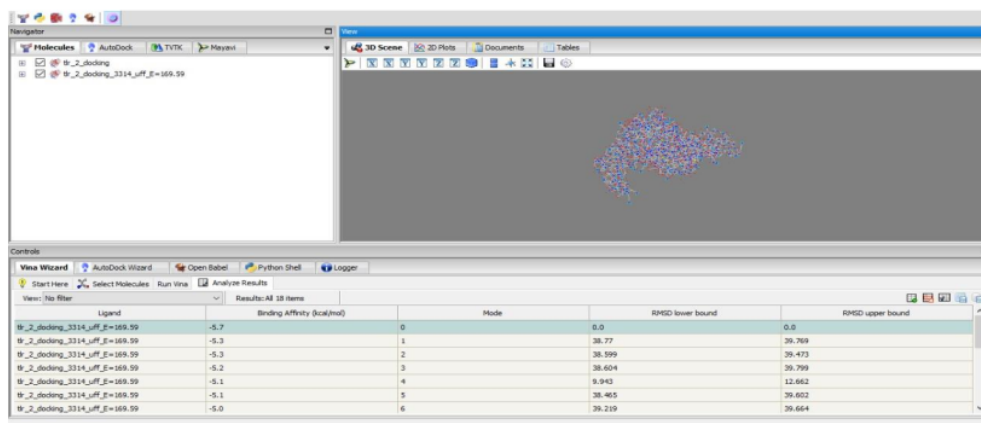 Navigator
View
Molecules AutoDock TVTK Mayavi
3D Scene 2D Plots Documents Tables
tlr_2_docking
tlr_2_docking_3314_uff_E=169.59
Controls
Vina Wizard AutoDock Wizard Open Babel Python Shell Logger
Start Here Select Molecules Run Vina Analyze Results
View: No filter Results: All 18 items
Ligand Binding Affinity (kcal/mol) Mode RMSD lower bound RMSD upper bound
tlr_2_docking_3314_uff_E=169.59 -5.7 0 0.0 0.0
tlr_2_docking_3314_uff_E=169.59 -5.3 1 38.77 39.769
tlr_2_docking_3314_uff_E=169.59 -5.3 2 38.599 39.473
tlr_2_docking_3314_uff_E=169.59 -5.2 3 38.604 39.799
tlr_2_docking_3314_uff_E=169.59 -5.1 4 9.943 12.662
tlr_2_docking_3314_uff_E=169.59 -5.1 5 38.465 39.602
tlr_2_docking_3314_uff_E=169.59 -5.0 6 39.219 39.664